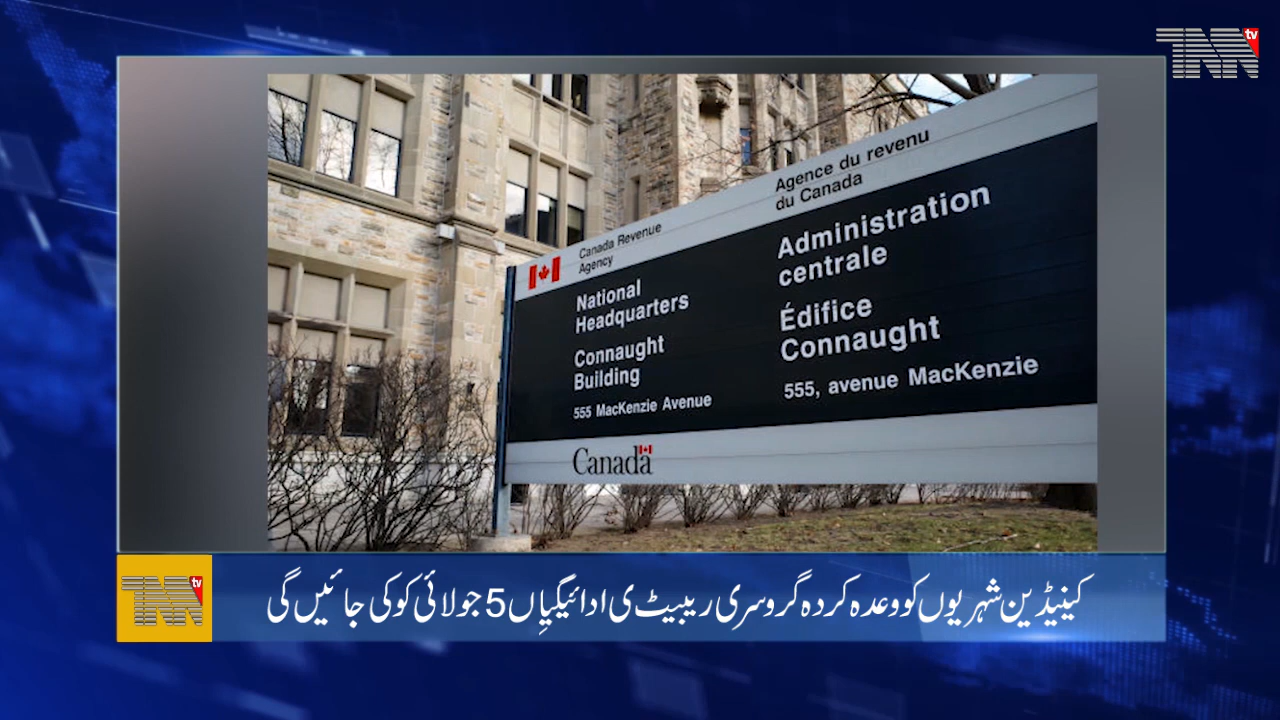 TNN tv
Canada Revenue
Agency
Agence du revenu
du Canada
National
Headquarters
Administration
centrale
Connaught
Building
Édifice
Connaught
555 MacKenzie Avenue
555, avenue MacKenzie
Canada
TNN tv
کینیڈین شہریوں کو وعدہ کردہ گروسری ریبیٹ ی ادائیگیاِں 5 جولائی کو کی جائیں گی